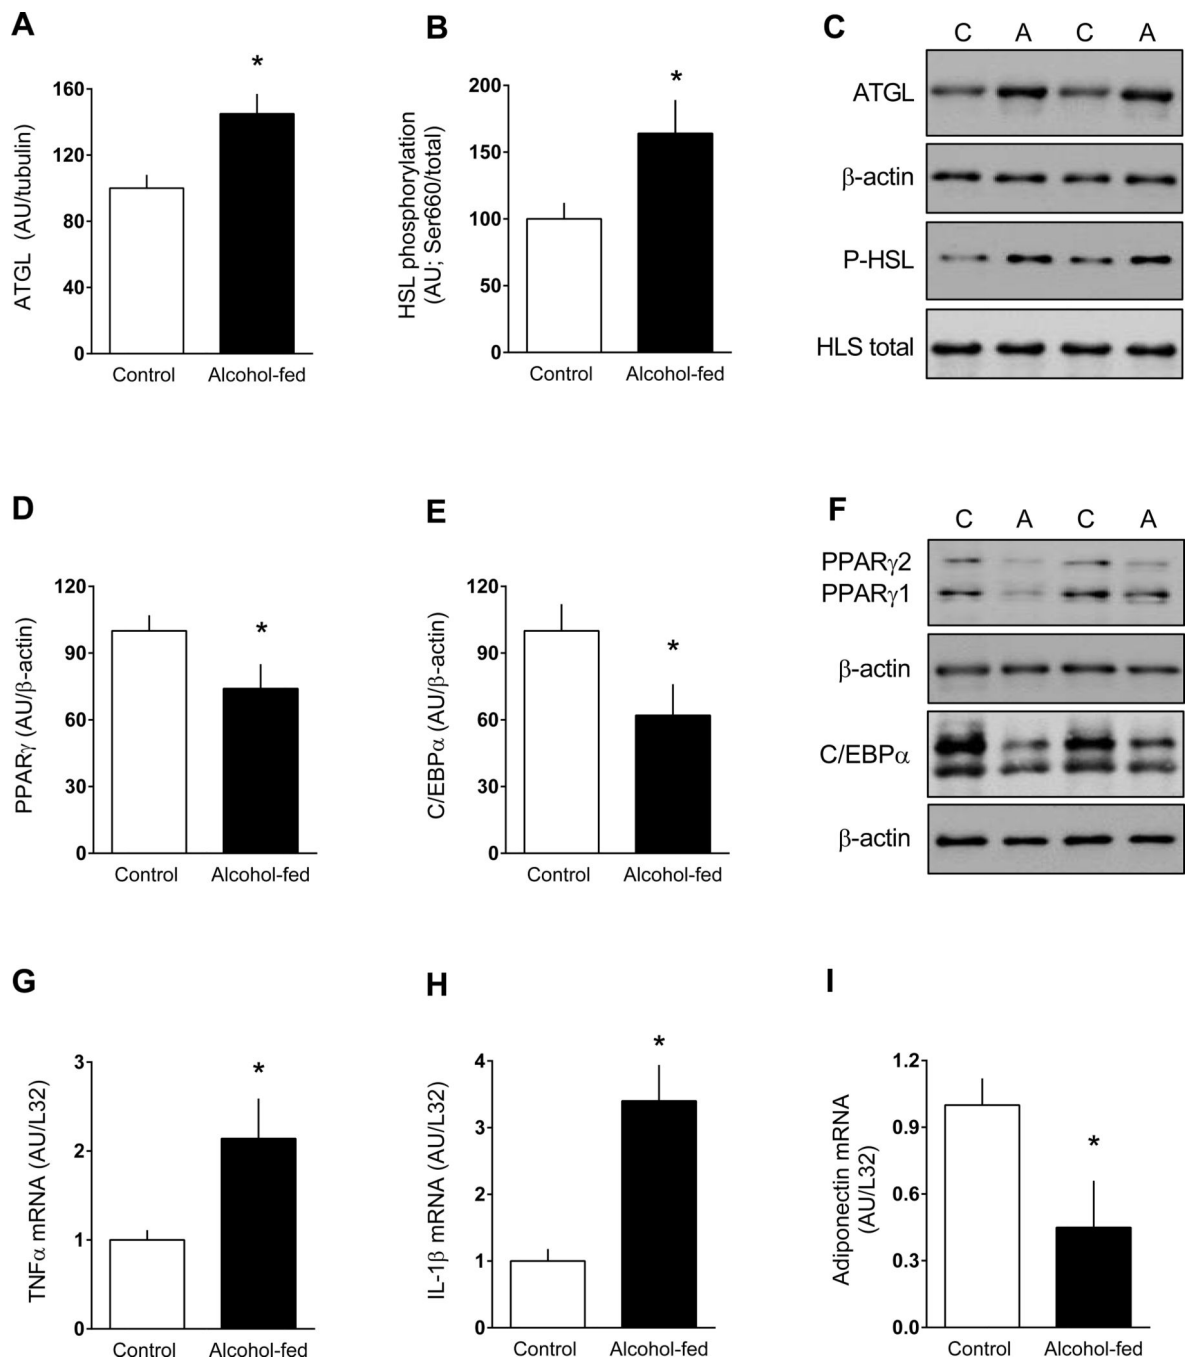 A
ATGL (AU/tubulin)
160
120
80
40
0
*
Control
Alcohol-fed
B
HSL phosphorylation
(AU; Ser660/total)
200
150
100
50
0
*
Control
Alcohol-fed
C
C A C A
ATGL
β-actin
P-HSL
HLS total
D
PPARγ (AU/β-actin)
120
90
60
30
0
*
Control
Alcohol-fed
E
C/EBPα (AU/β-actin)
120
90
60
30
0
*
Control
Alcohol-fed
F
C A C A
PPARγ2
PPARγ1
β-actin
C/EBPα
β-actin
G
TNFα mRNA (AU/L32)
3
2
1
0
*
Control
Alcohol-fed
H
IL-1β mRNA (AU/L32)
4
3
2
1
0
*
Control
Alcohol-fed
I
Adiponectin mRNA
(AU/L32)
1.2
0.9
0.6
0.3
0.0
*
Control
Alcohol-fed